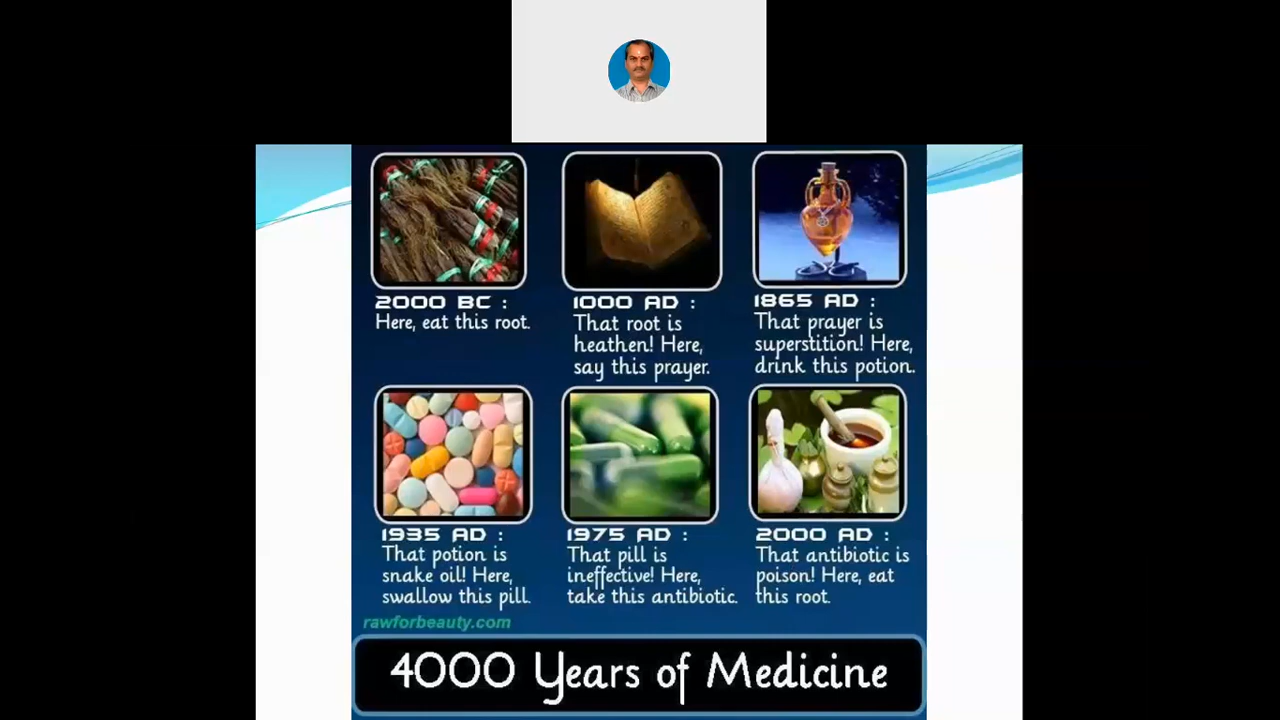 2000 BC :
Here, eat this root.
1000 AD :
That root is
heathen! Here,
say this prayer.
1865 AD :
That prayer is
superstition! Here,
drink this potion.
1935 AD :
That potion is
snake oil! Here,
swallow this pill.
1975 AD :
That pill is
ineffective! Here,
take this antibiotic.
2000 AD :
That antibiotic is
poison! Here, eat
this root.
rawforbeauty.com
4000 Years of Medicine